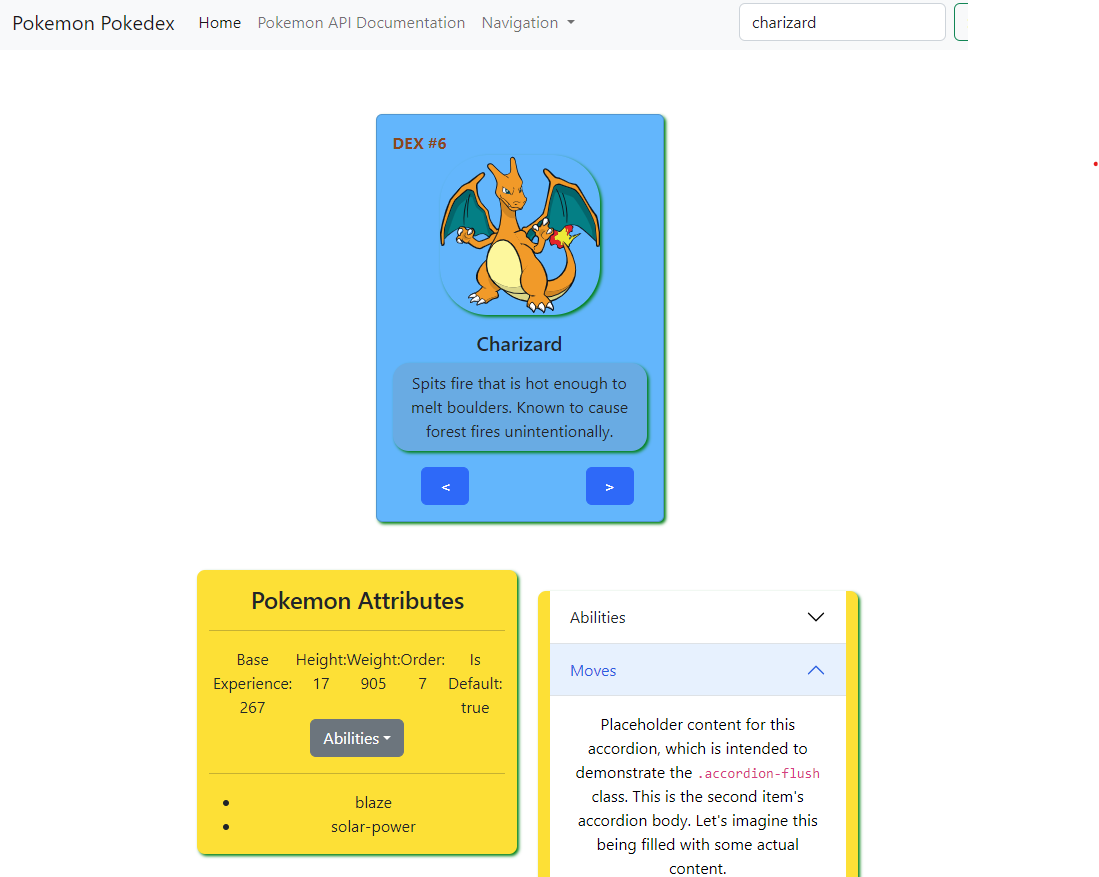 Pokemon Pokedex Home Pokemon API Documentation Navigation charizard
DEX #6
Charizard
Spits fire that is hot enough to
melt boulders. Known to cause
forest fires unintentionally.
< >
Pokemon Attributes
Base Height: Weight: Order: Is
Experience: 17 905 7 Default:
267 true
Abilities
blaze
solar-power
Abilities
Moves
Placeholder content for this
accordion, which is intended to
demonstrate the .accordion-flush
class. This is the second item's
accordion body. Let's imagine this
being filled with some actual
content.